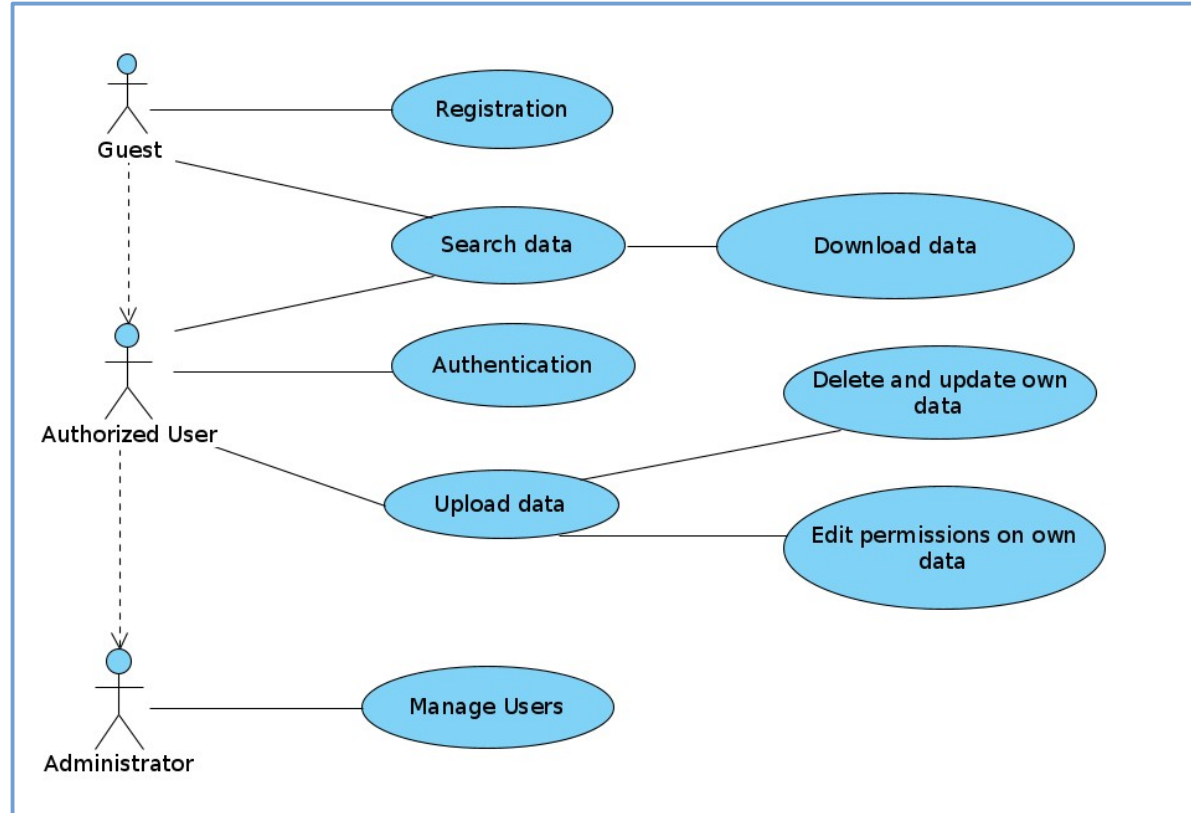 Registration
Guest
Search data
Download data
Authentication
Delete and update own
data
Authorized User
Upload data
Edit permissions on own
data
Manage Users
Administrator